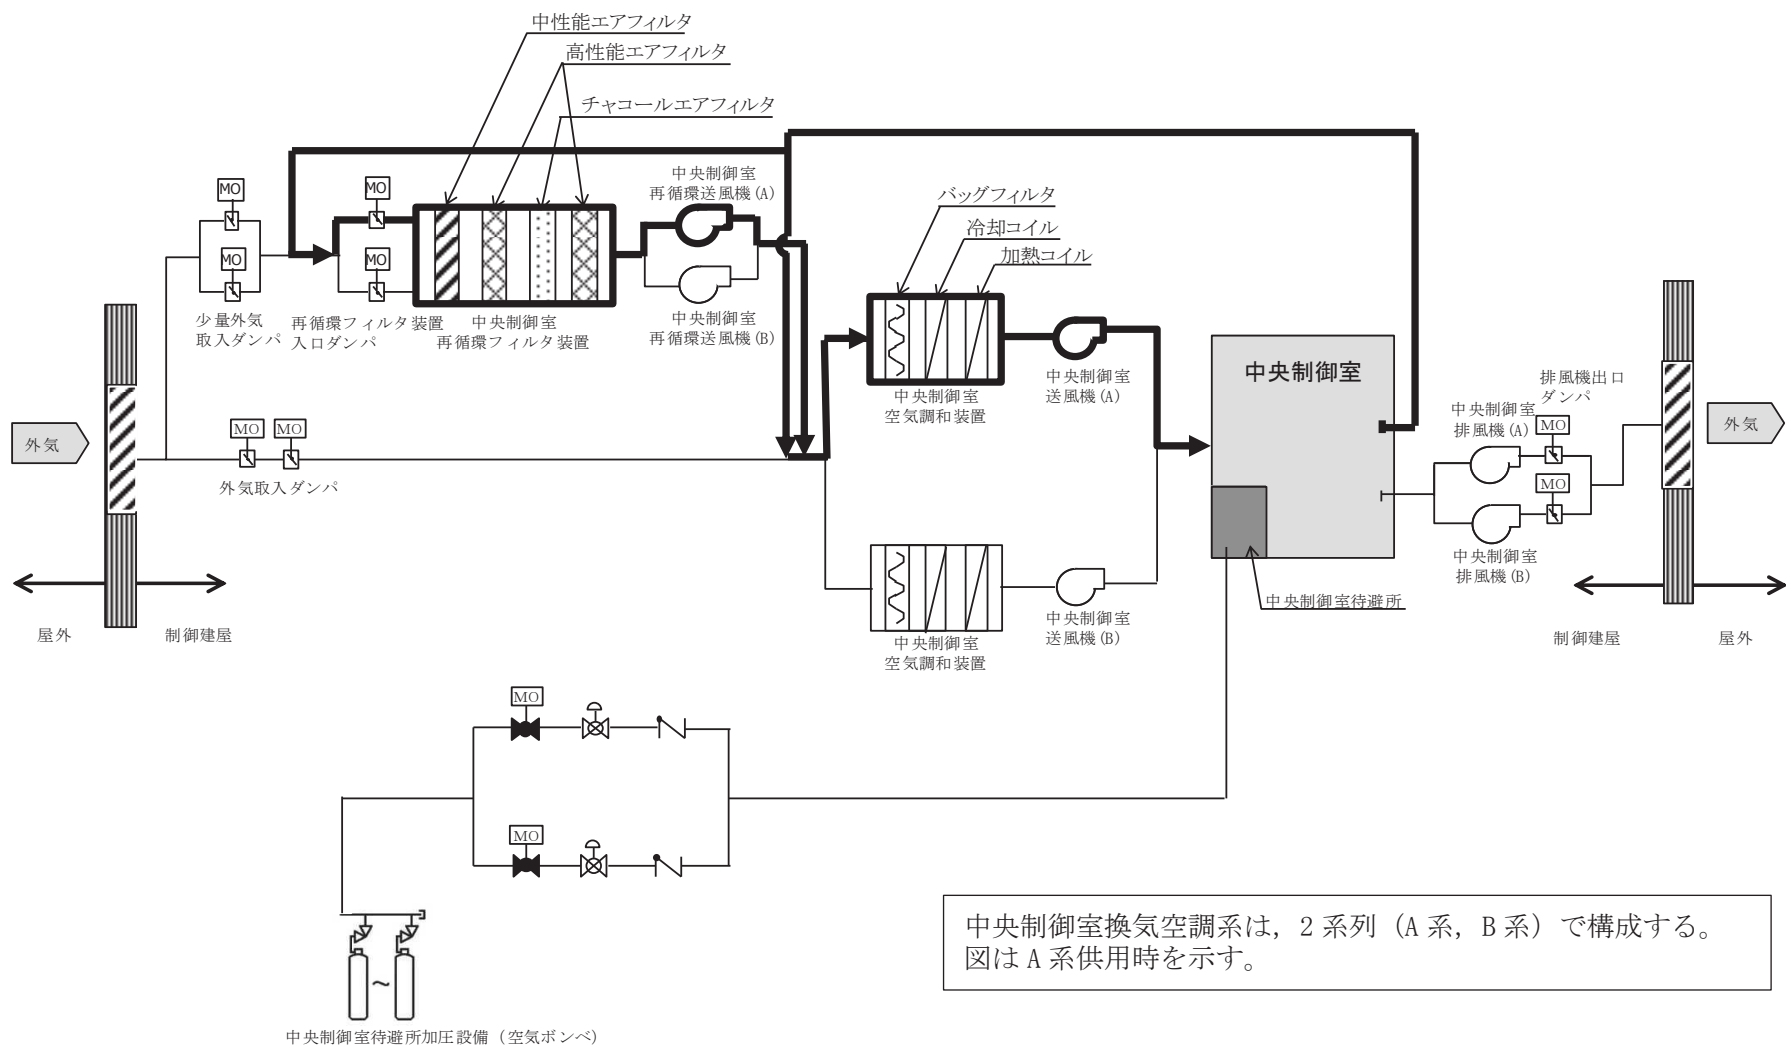 中性能エアフィルタ
高性能エアフィルタ
チャコールエアフィルタ
中央制御室
再循環送風機(A)
MO
MO
MO
MO
バッグフィルタ
冷却コイル
加熱コイル
少量外気
取入ダンパ
再循環フィルタ装置
入口ダンパ
中央制御室
再循環フィルタ装置
中央制御室
再循環送風機(B)
中央制御室
排風機出口
ダンパ
中央制御室
送風機(A)
中央制御室
空気調和装置
中央制御室
排風機(A)
MO
外気
MO
MO
外気
外気取入ダンパ
MO
中央制御室
排風機(B)
中央制御室待避所
中央制御室
送風機(B)
中央制御室
空気調和装置
屋外
制御建屋
制御建屋
屋外
MO
MO
中央制御室換気空調系は，2系列（A系，B系）で構成する。
図はA系供用時を示す。
～
中央制御室待避所加圧設備（空気ボンベ）